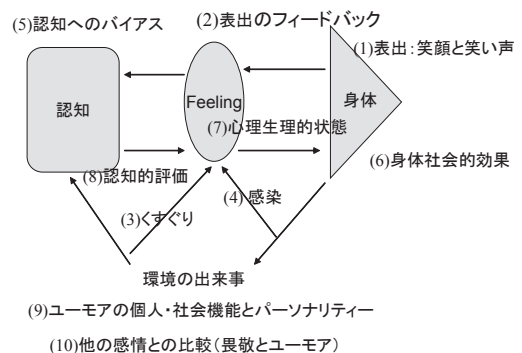 (5)認知へのバイアス
(2)表出のフィードバック
(1)表出:笑顔と笑い声
認知
Feeling
身体
(7)心理生理的状態
(6)身体社会的効果
(8)認知的評価
(4)感染
(3)くすぐり
環境の出来事
(9)ユーモアの個人・社会機能とパーソナリティー
(10)他の感情との比較(畏敬とユーモア)